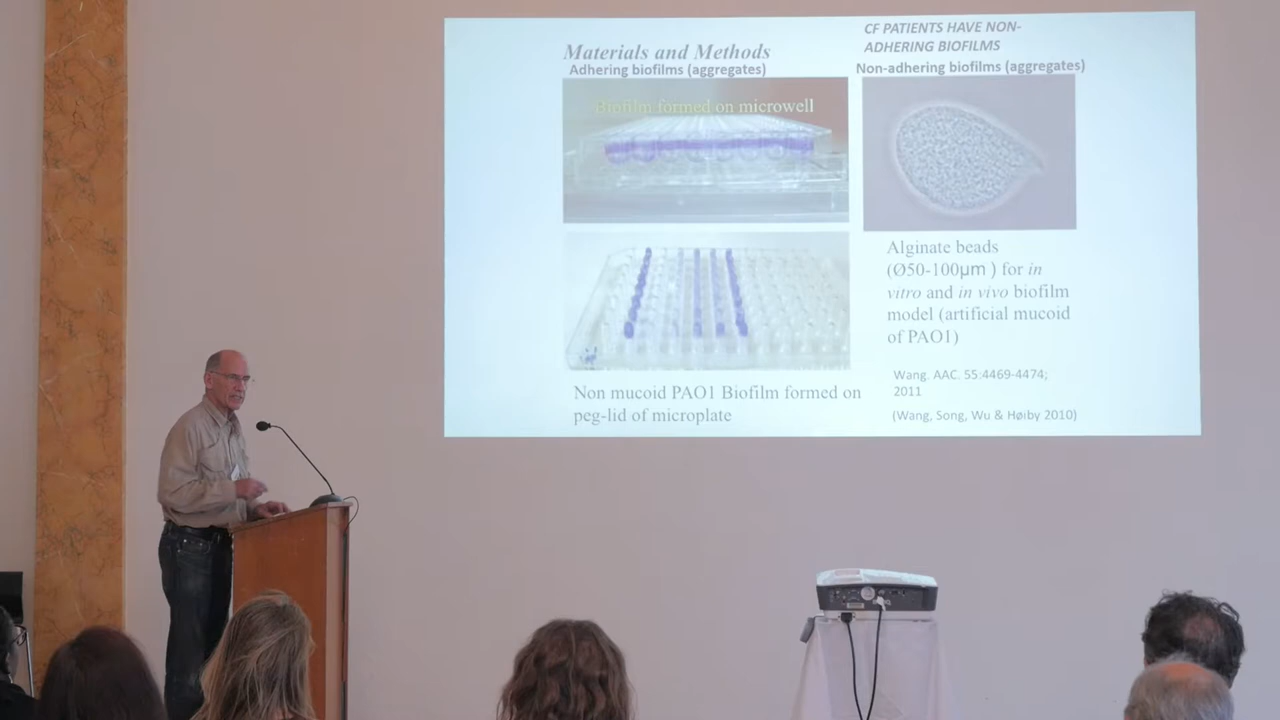 Materials and Methods
Adhering biofilms (aggregates)
Biofilm formed on microwell
Non mucoid PAO1 Biofilm formed on
peg-lid of microplate
CF PATIENTS HAVE NON-
ADHERING BIOFILMS
Non-adhering biofilms (aggregates)
Alginate beads
(Ø50-100µm ) for in
vitro and in vivo biofilm
model (artificial mucoid
of PAO1)
Wang. AAC. 55:4469-4474;
2011
(Wang, Song, Wu & Høiby 2010)